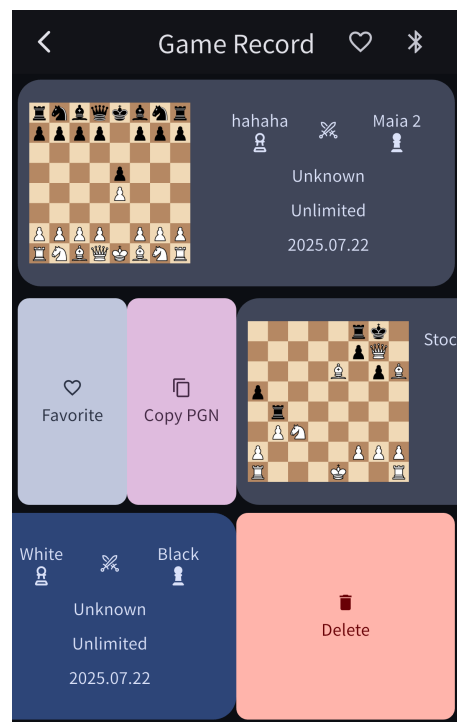 Game Record
hahaha
Maia 2
Unknown
Unlimited
2025.07.22
Favorite
Copy PGN
Stoc
White
Black
Unknown
Unlimited
2025.07.22
Delete